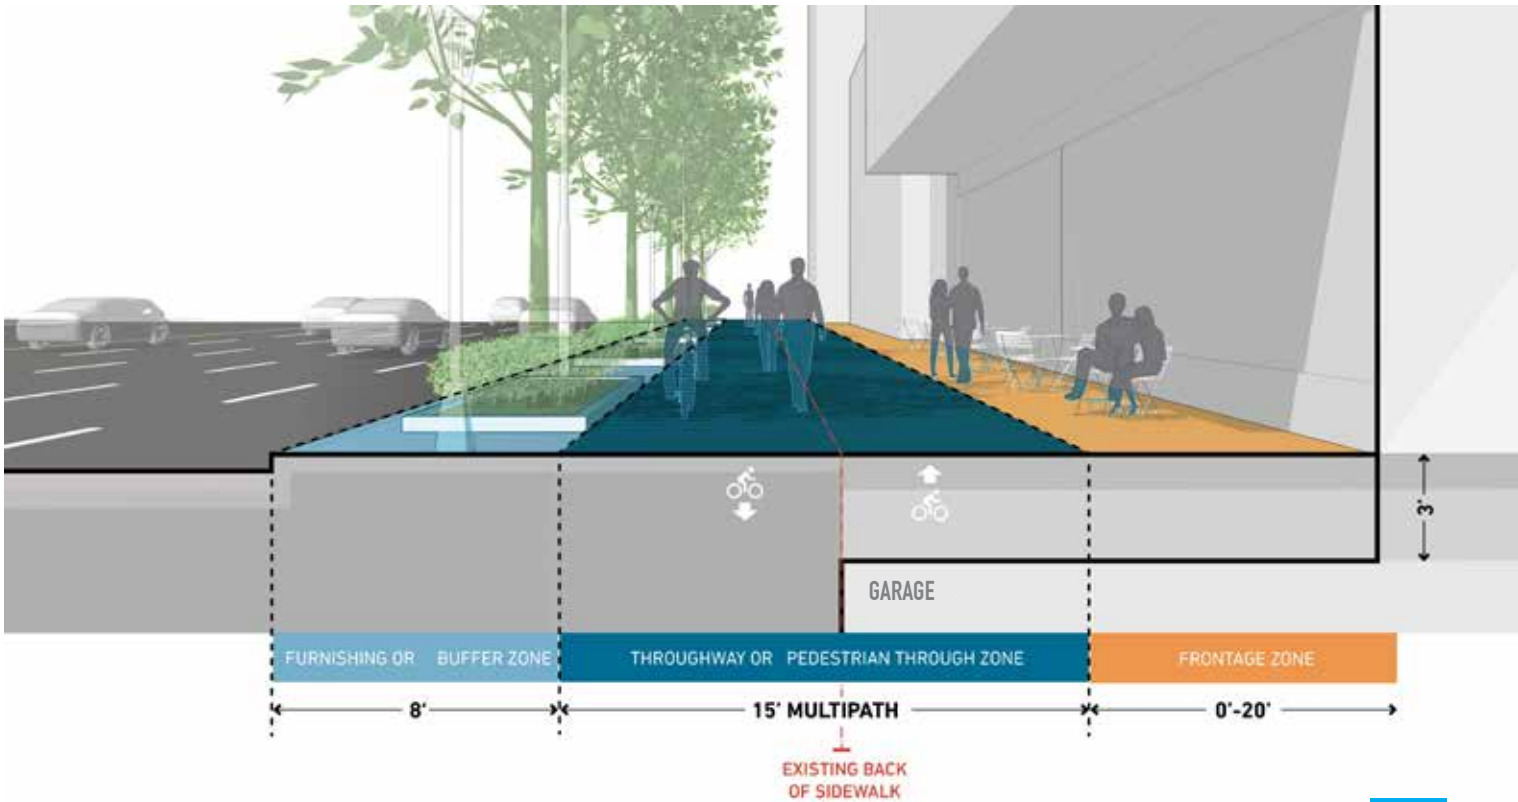 3'
GARAGE
FURNISHING OR BUFFER ZONE
THROUGHWAY OR PEDESTRIAN THROUGH ZONE
FRONTAGE ZONE
8'
15' MULTIPATH
0'-20'
EXISTING BACK
OF SIDEWALK